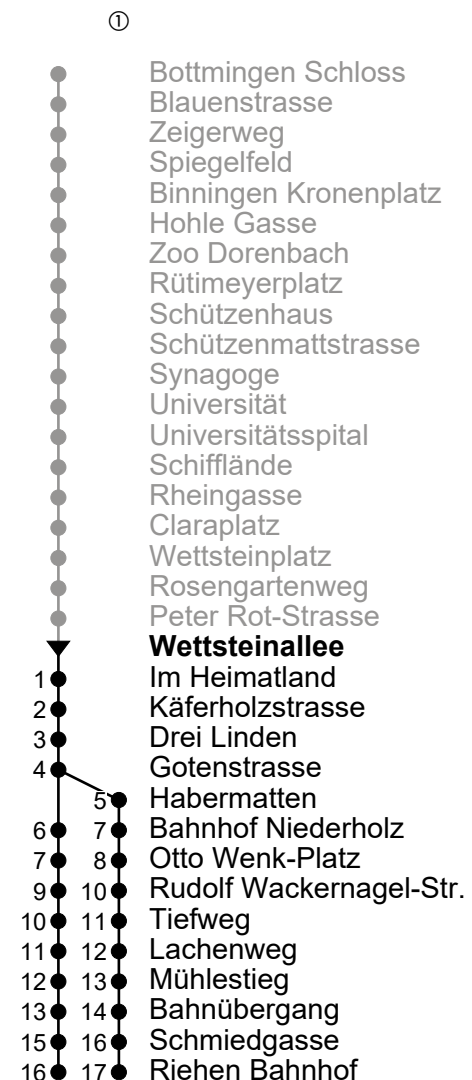 ①
Bottmingen Schloss
Blauenstrasse
Zeigerweg
Spiegelfeld
Binningen Kronenplatz
Hohle Gasse
Zoo Dorenbach
Rütimeyerplatz
Schützenhaus
Schützenmattstrasse
Synagoge
Universität
Universitätsspital
Schifflände
Rheingasse
Claraplatz
Wettsteinplatz
Rosengartenweg
Peter Rot-Strasse
Wettsteinallee
1 Im Heimatland
2 Käferholzstrasse
3 Drei Linden
4 Gotenstrasse
5 Habermatten
6 7 Bahnhof Niederholz
7 8 Otto Wenk-Platz
9 10 Rudolf Wackernagel-Str.
10 11 Tiefweg
11 12 Lachenweg
12 13 Mühlestieg
13 14 Bahnübergang
15 16 Schmiedgasse
16 17 Riehen Bahnhof